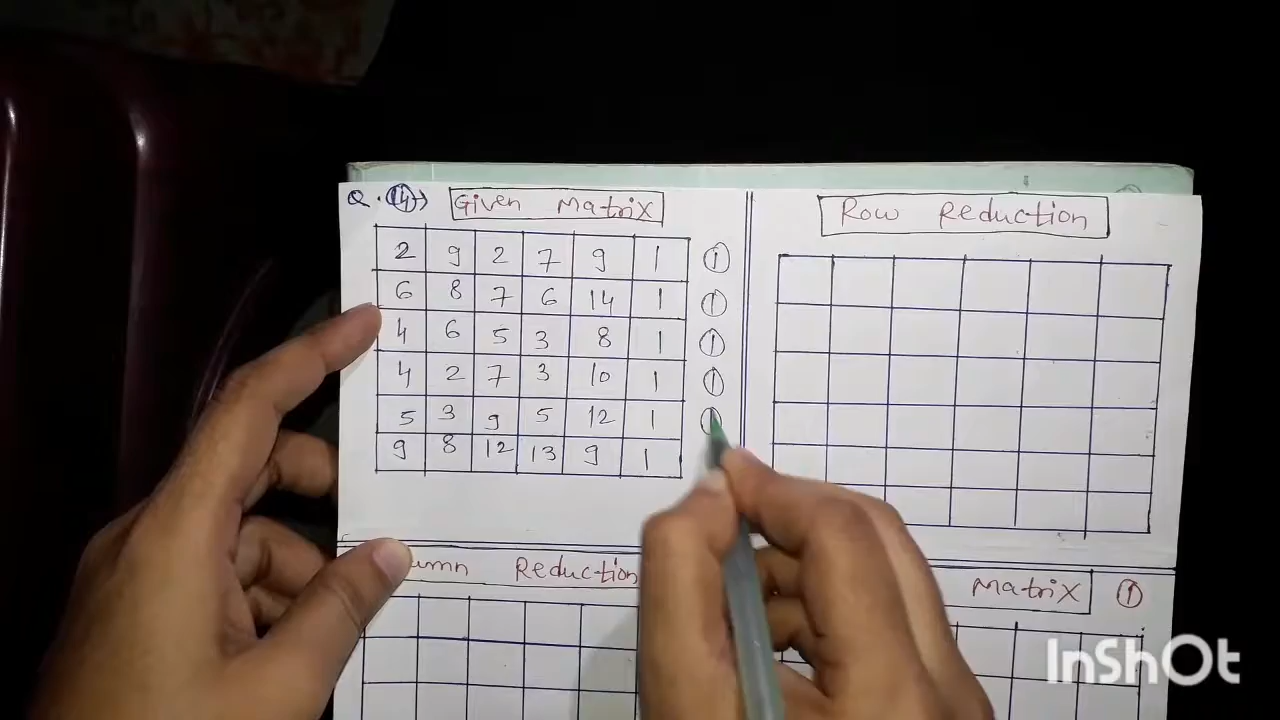 Q. 14→ Given Matrix
2 9 2 7 9 1 1
6 8 7 6 14 1 1
4 6 5 3 8 1 1
4 2 7 3 10 1 1
5 3 9 5 12 1
9 8 12 13 9 1
Row Reduction
Reduction
Matrix 1
InShOt